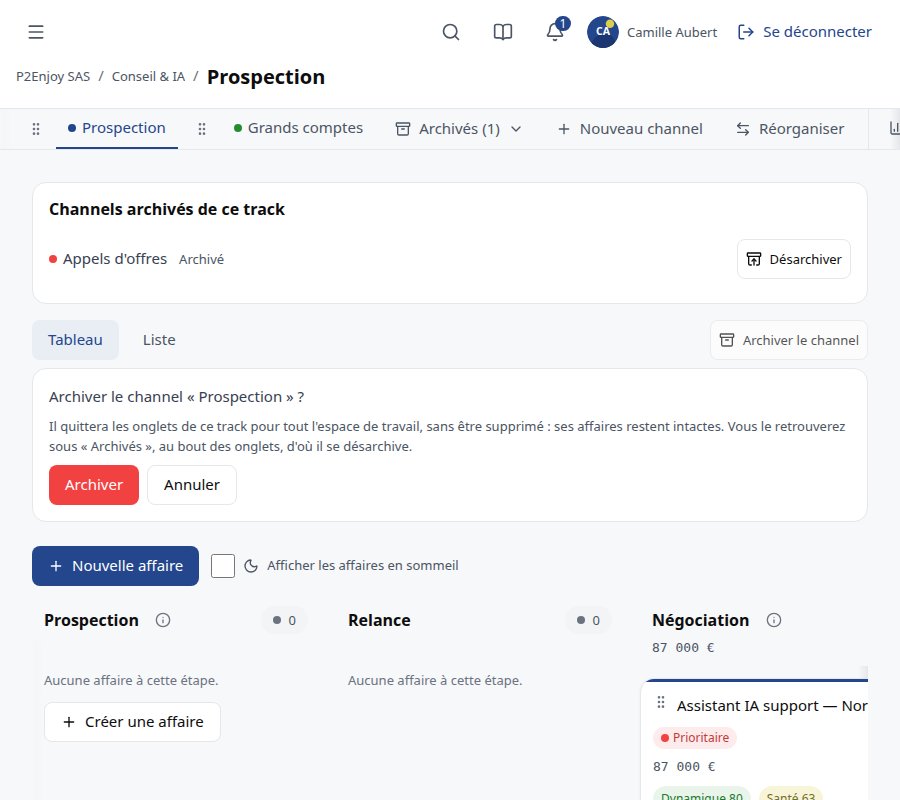 1
CA
Camille Aubert
Se déconnecter
P2Enjoy SAS / Conseil & IA / Prospection
Prospection
Grands comptes
Archivés (1)
Nouveau channel
Réorganiser
Channels archivés de ce track
Appels d'offres
Archivé
Désarchiver
Tableau
Liste
Archiver le channel
Archiver le channel « Prospection » ?
Il quittera les onglets de ce track pour tout l'espace de travail, sans être supprimé : ses affaires restent intactes. Vous le retrouverez
sous « Archivés », au bout des onglets, d'où il se désarchive.
Archiver
Annuler
Nouvelle affaire
Afficher les affaires en sommeil
Prospection
0
Relance
0
Négociation
87 000 €
Aucune affaire à cette étape.
Aucune affaire à cette étape.
Créer une affaire
Assistant IA support — Nor
Prioritaire
87 000 €
Dynamique 80
Santé 63